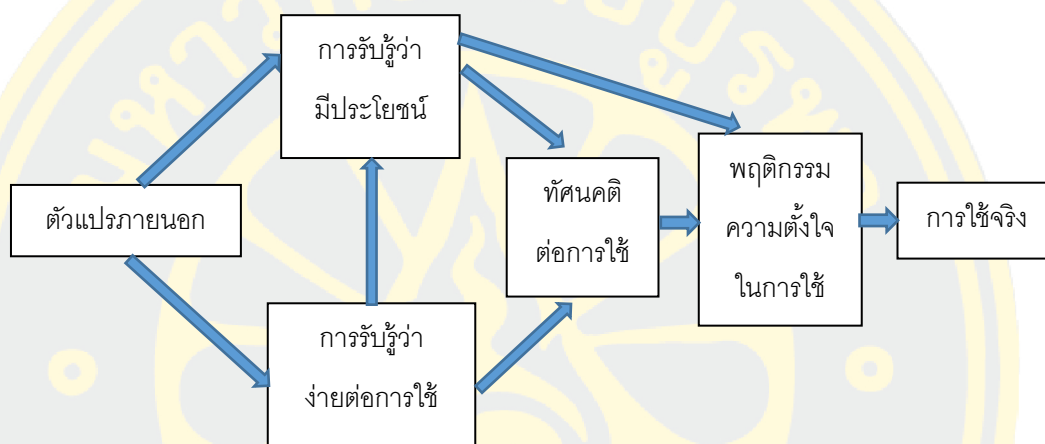 การรับรู้ว่า
มีประโยชน์
ตัวแปรภายนอก
ทัศนคติ
ต่อการใช้
พฤติกรรม
ความตั้งใจ
ในการใช้
การใช้จริง
การรับรู้ว่า
ง่ายต่อการใช้